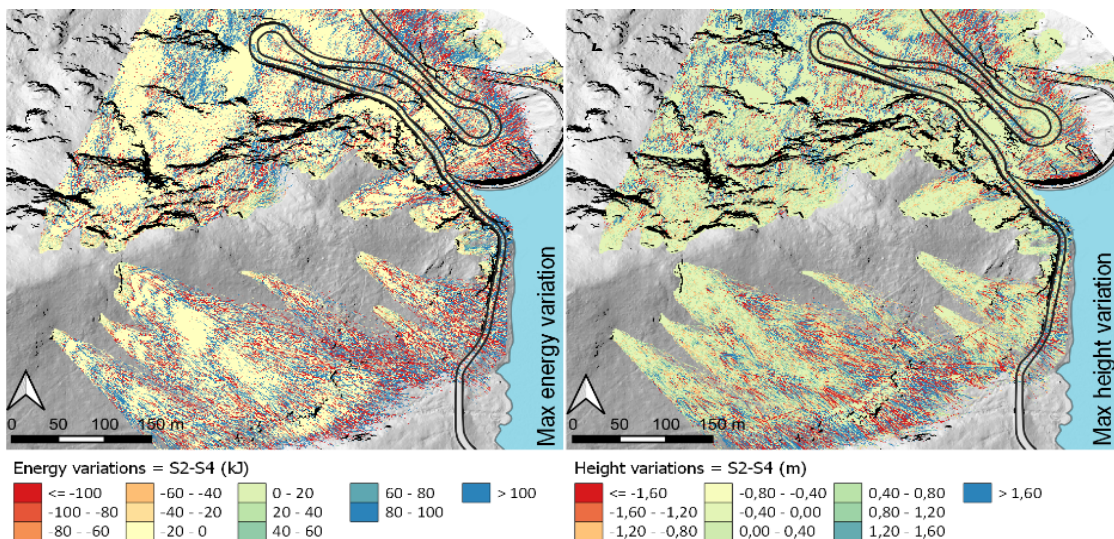 Max energy variation
0 50 100 150 m
Max height variation
0 50 100 150 m
Energy variations = S2-S4 (kJ)
<= -100
-100 - -80
-80 - -60
-60 - -40
-40 - -20
-20 - 0
0 - 20
20 - 40
40 - 60
60 - 80
80 - 100
> 100
Height variations = S2-S4 (m)
<= -1,60
-1,60 - -1,20
-1,20 - -0,80
-0,80 - -0,40
-0,40 - 0,00
0,00 - 0,40
0,40 - 0,80
0,80 - 1,20
1,20 - 1,60
> 1,60